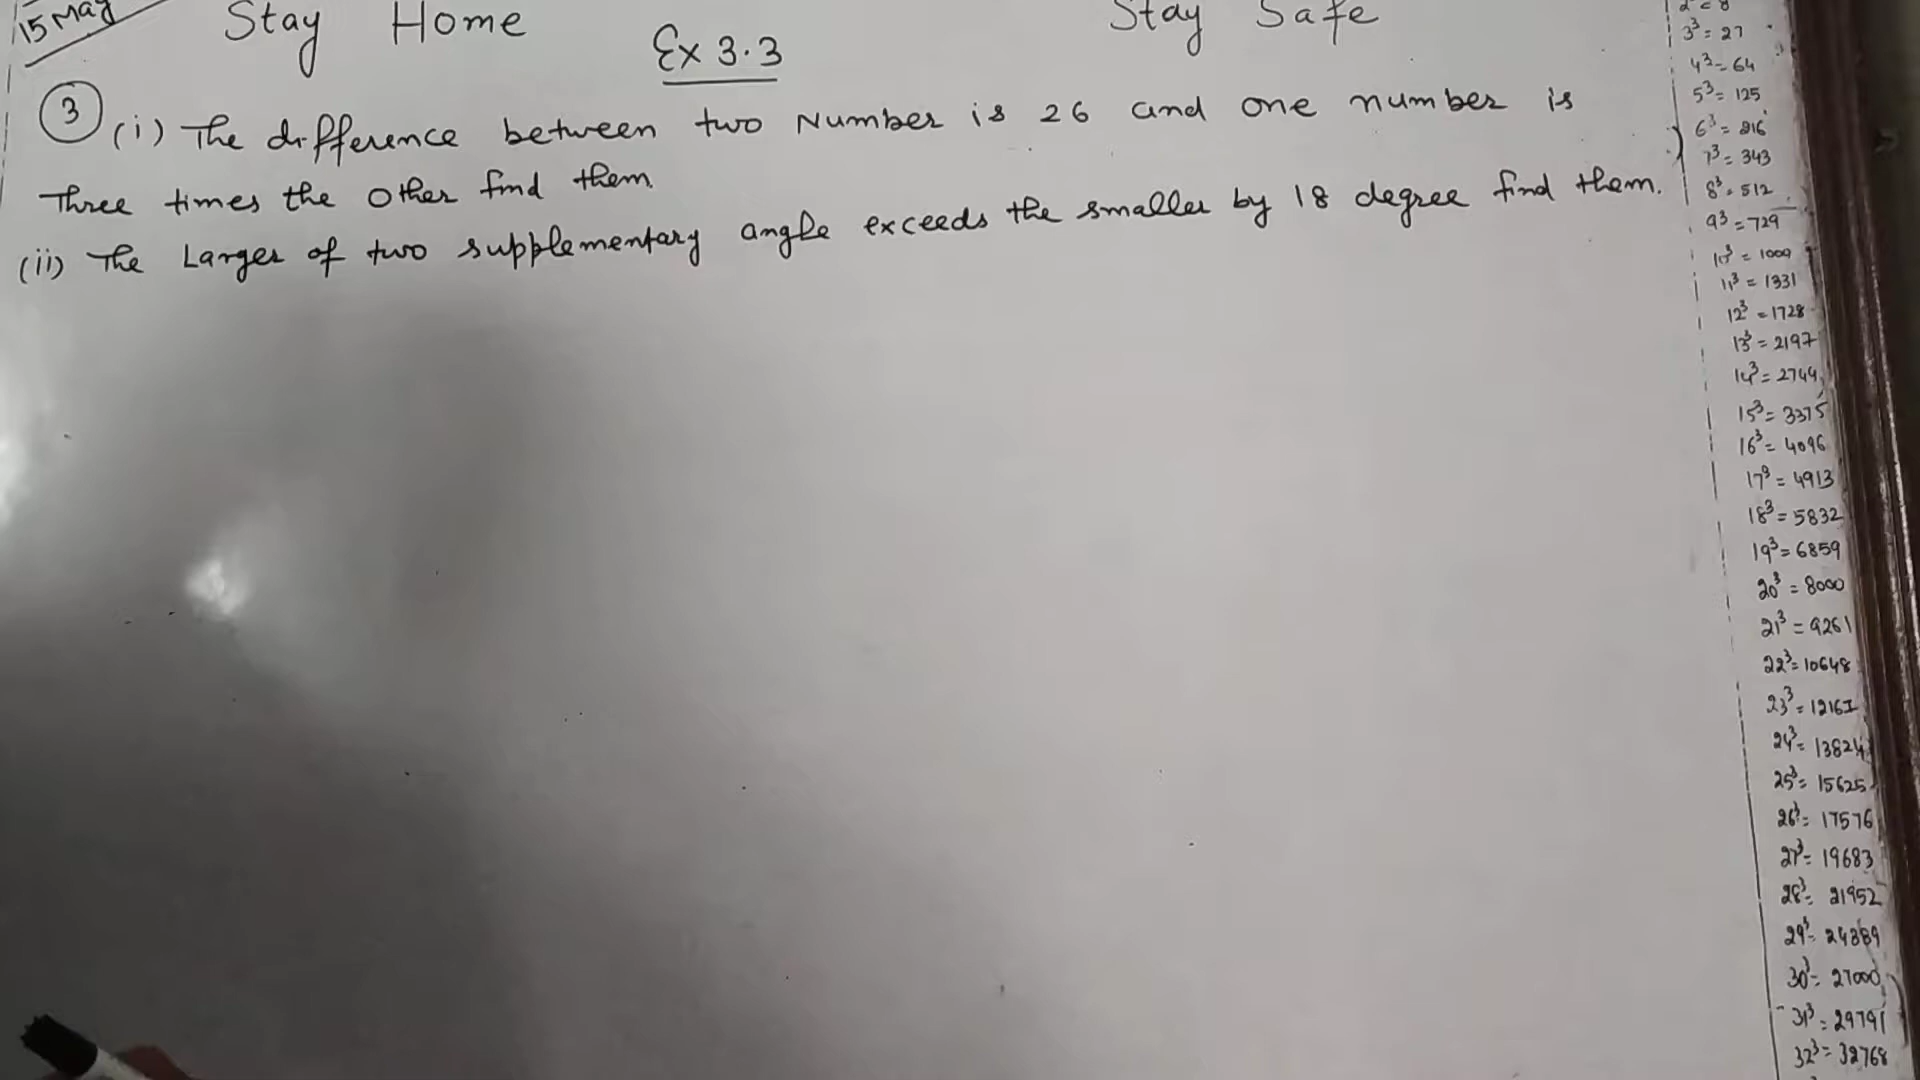 15 May
Stay Home
Stay Safe
Ex 3.3
3 (i) The difference between two Number is 26 and one number is
Three times the other find them.
(ii) The Larger of two supplementary angle exceeds the smaller by 18 degree find them.
2³ = 8
3³ = 27
4³ = 64
5³ = 125
6³ = 216
7³ = 343
8³ = 512
9³ = 729
10³ = 1000
11³ = 1331
12³ = 1728
13³ = 2197
14³ = 2744
15³ = 3375
16³ = 4096
17³ = 4913
18³ = 5832
19³ = 6859
20³ = 8000
21³ = 9261
22³ = 10648
23³ = 12167
24³ = 13824
25³ = 15625
26³ = 17576
27³ = 19683
28³ = 21952
29³ = 24389
30³ = 27000
31³ = 29791
32³ = 32768